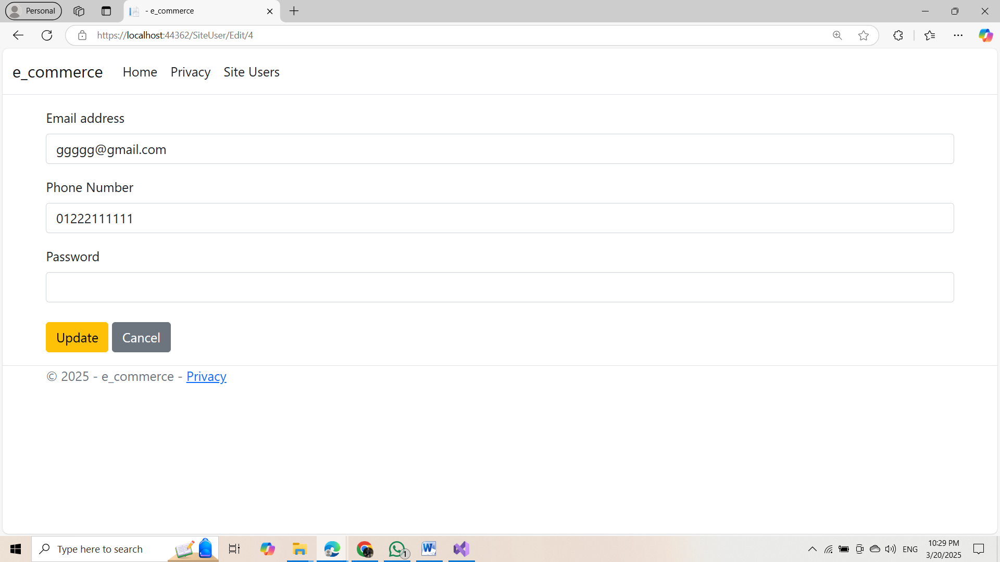 Personal
- e_commerce
https://localhost:44362/SiteUser/Edit/4
e_commerce Home Privacy Site Users
Email address
ggggg@gmail.com
Phone Number
01222111111
Password
Update Cancel
© 2025 - e_commerce - Privacy
Type here to search
1
W
ENG
10:29 PM
3/20/2025